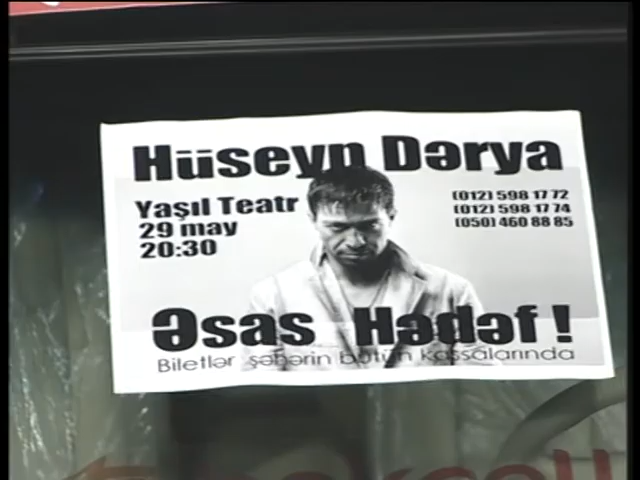 Hüseyn Dərya
Yaşıl Teatr
29 may
20:30
(012) 598 17 72
(012) 598 17 74
(050) 460 88 85
Əsas Hədəf !
Biletlər şəhərin bütün kassalarında